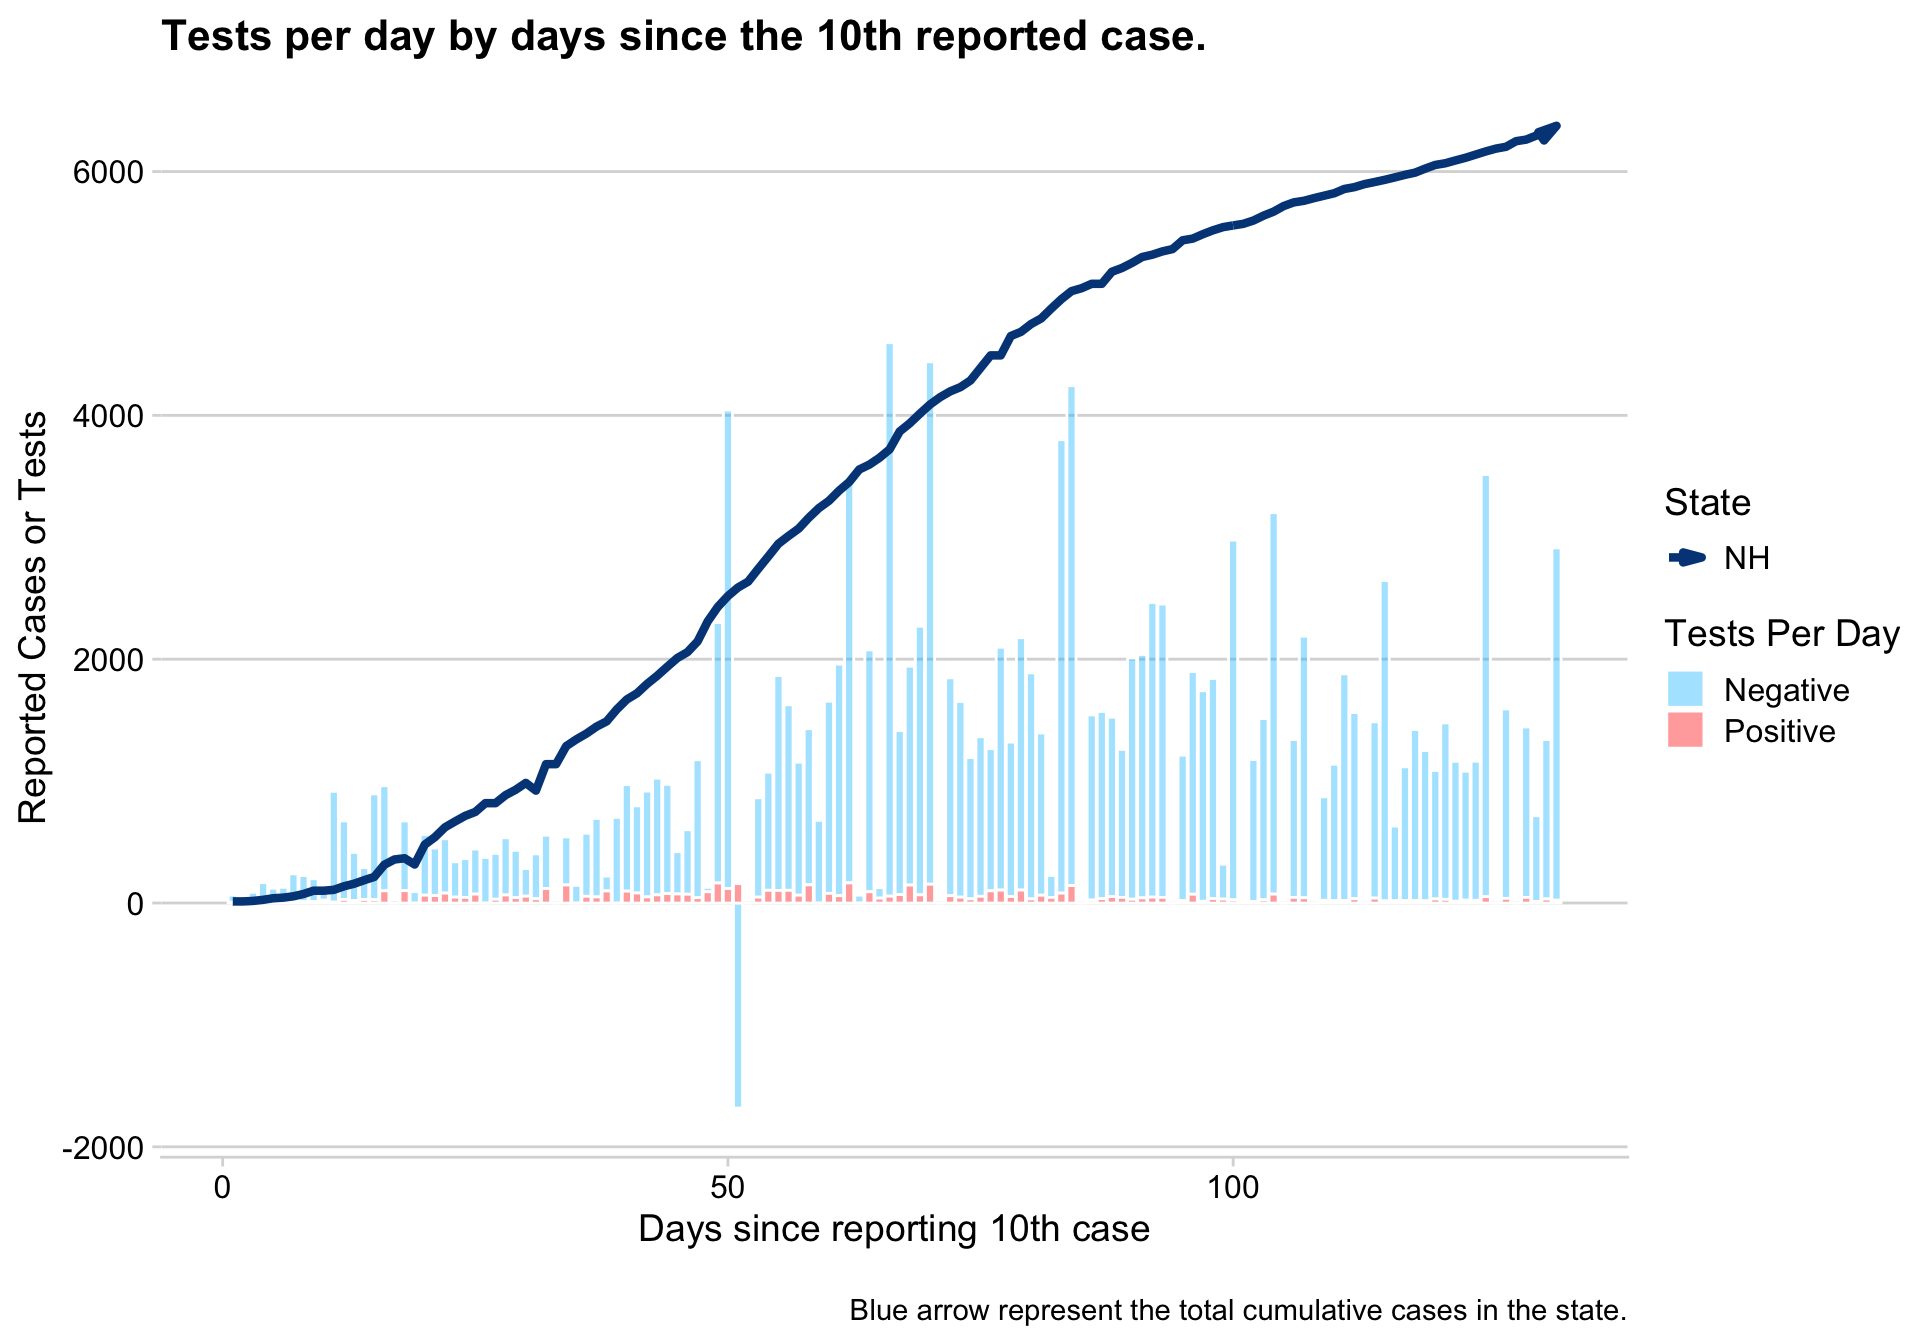 Tests per day by days since the 10th reported case.
6000
4000
2000
0
-2000
Reported Cases or Tests
0
50
100
Days since reporting 10th case
State
NH
Tests Per Day
Negative
Positive
Blue arrow represent the total cumulative cases in the state.